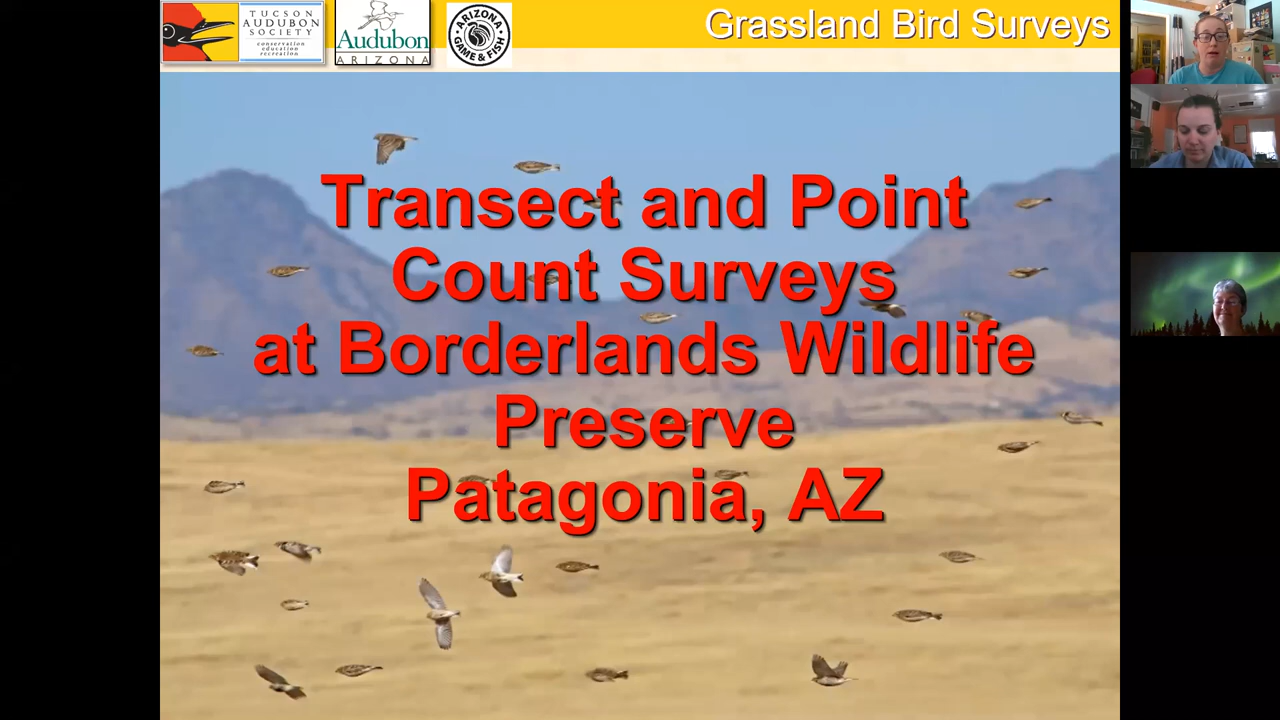 TUCSON
AUDUBON
SOCIETY
conservation
education
recreation
Audubon
ARIZONA
ARIZONA
GAME & FISH
Grassland Bird Surveys
Transect and Point
Count Surveys
at Borderlands Wildlife
Preserve
Patagonia, AZ